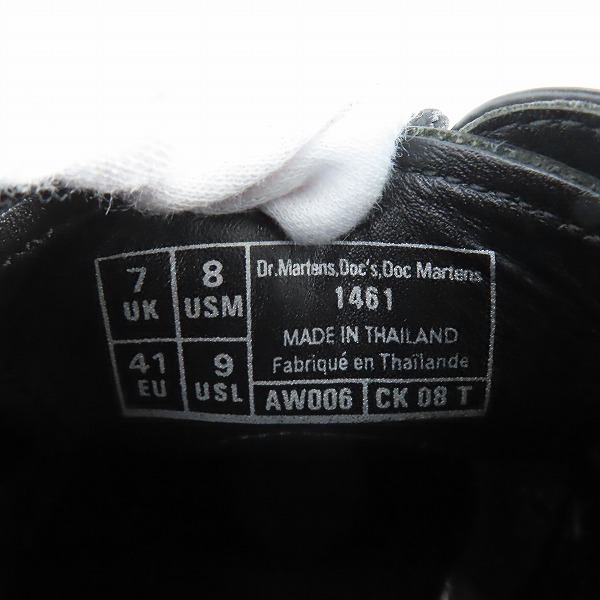 7 UK
8 USM
41 EU
9 USL
Dr.Martens,Doc's,Doc Martens
1461
MADE IN THAILAND
Fabriqué en Thaïlande
AW006
CK 08 T